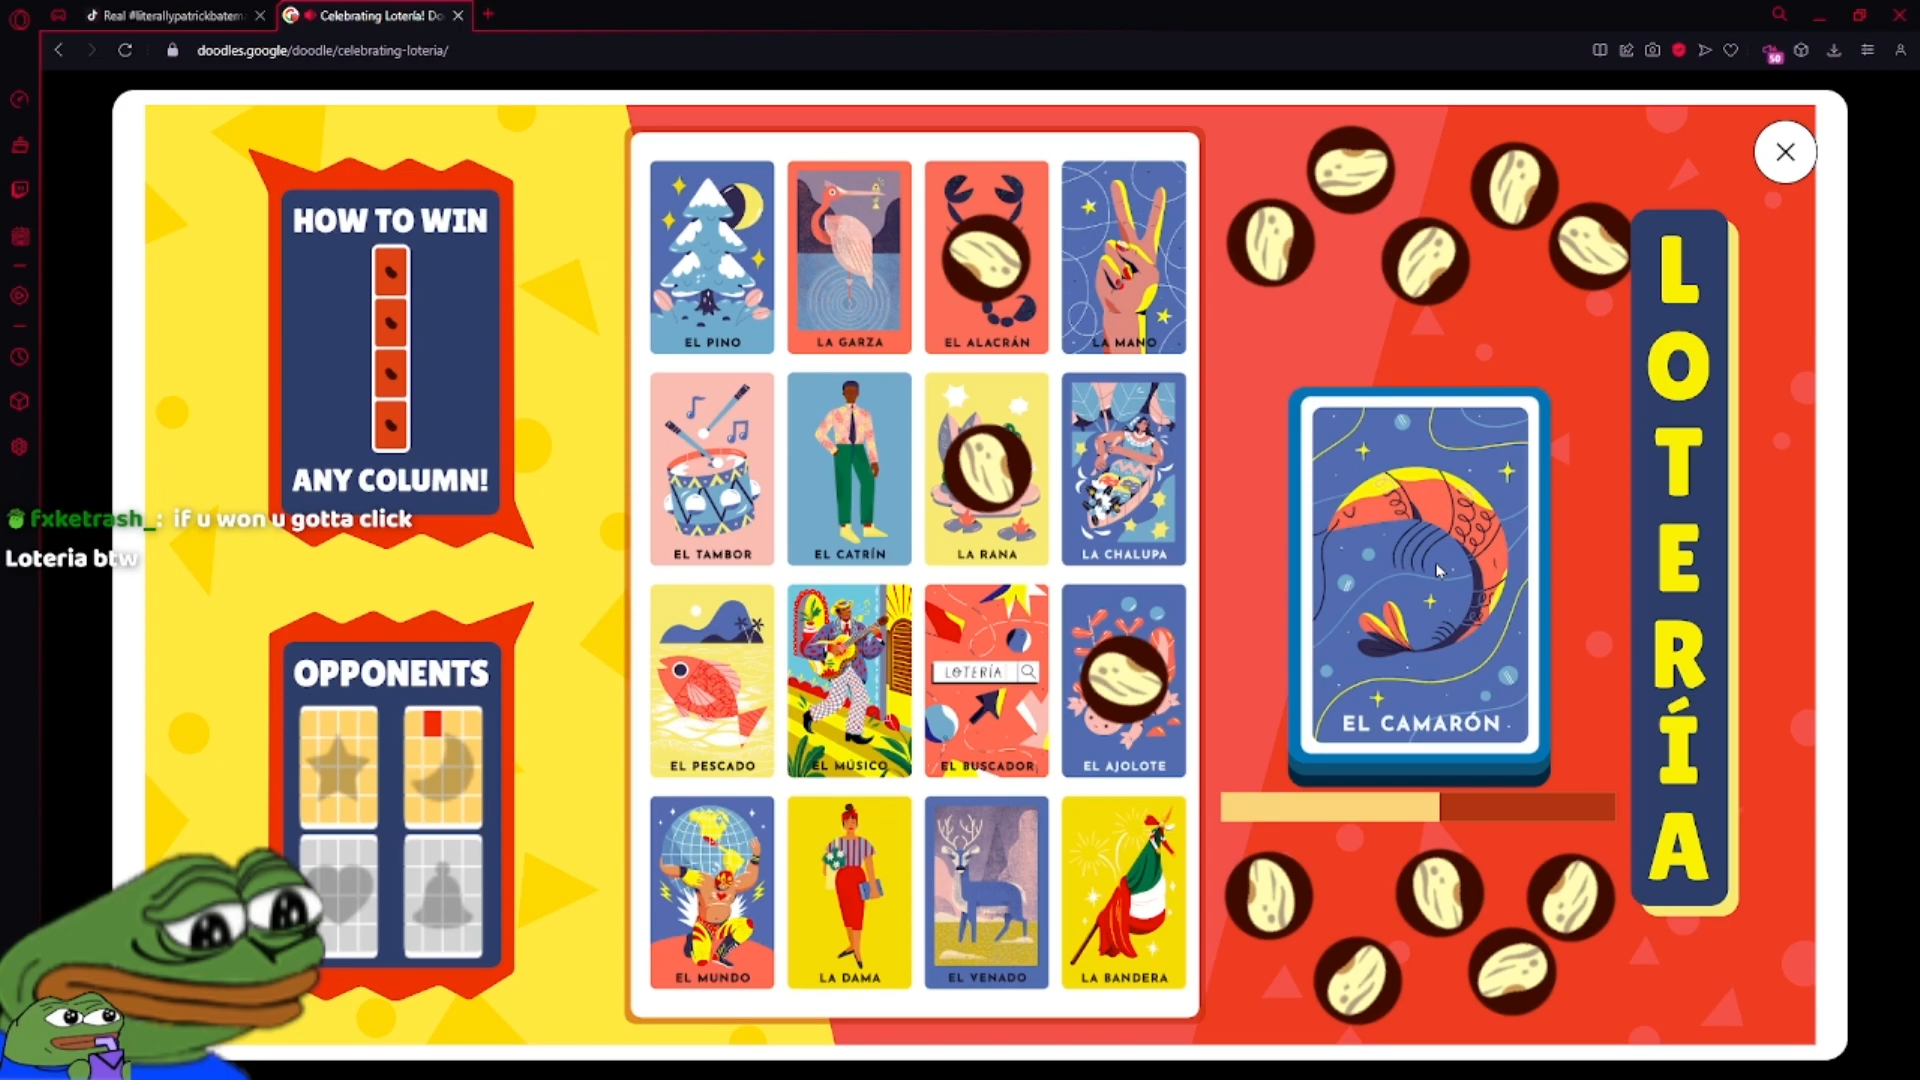 Real #literallypatrickbatem
Celebrating Lotería! Do
doodles.google/doodle/celebrating-loteria/
50
HOW TO WIN
ANY COLUMN!
fxketrash_: if u won u gotta click
Loteria btw
OPPONENTS
EL PINO
LA GARZA
EL ALACRÁN
LA MANO
EL TAMBOR
EL CATRÍN
LA RANA
LA CHALUPA
LOTERÍA
EL PESCADO
EL MÚSICO
EL BUSCADOR
EL AJOLOTE
EL MUNDO
LA DAMA
EL VENADO
LA BANDERA
EL CAMARÓN
LOTERÍA